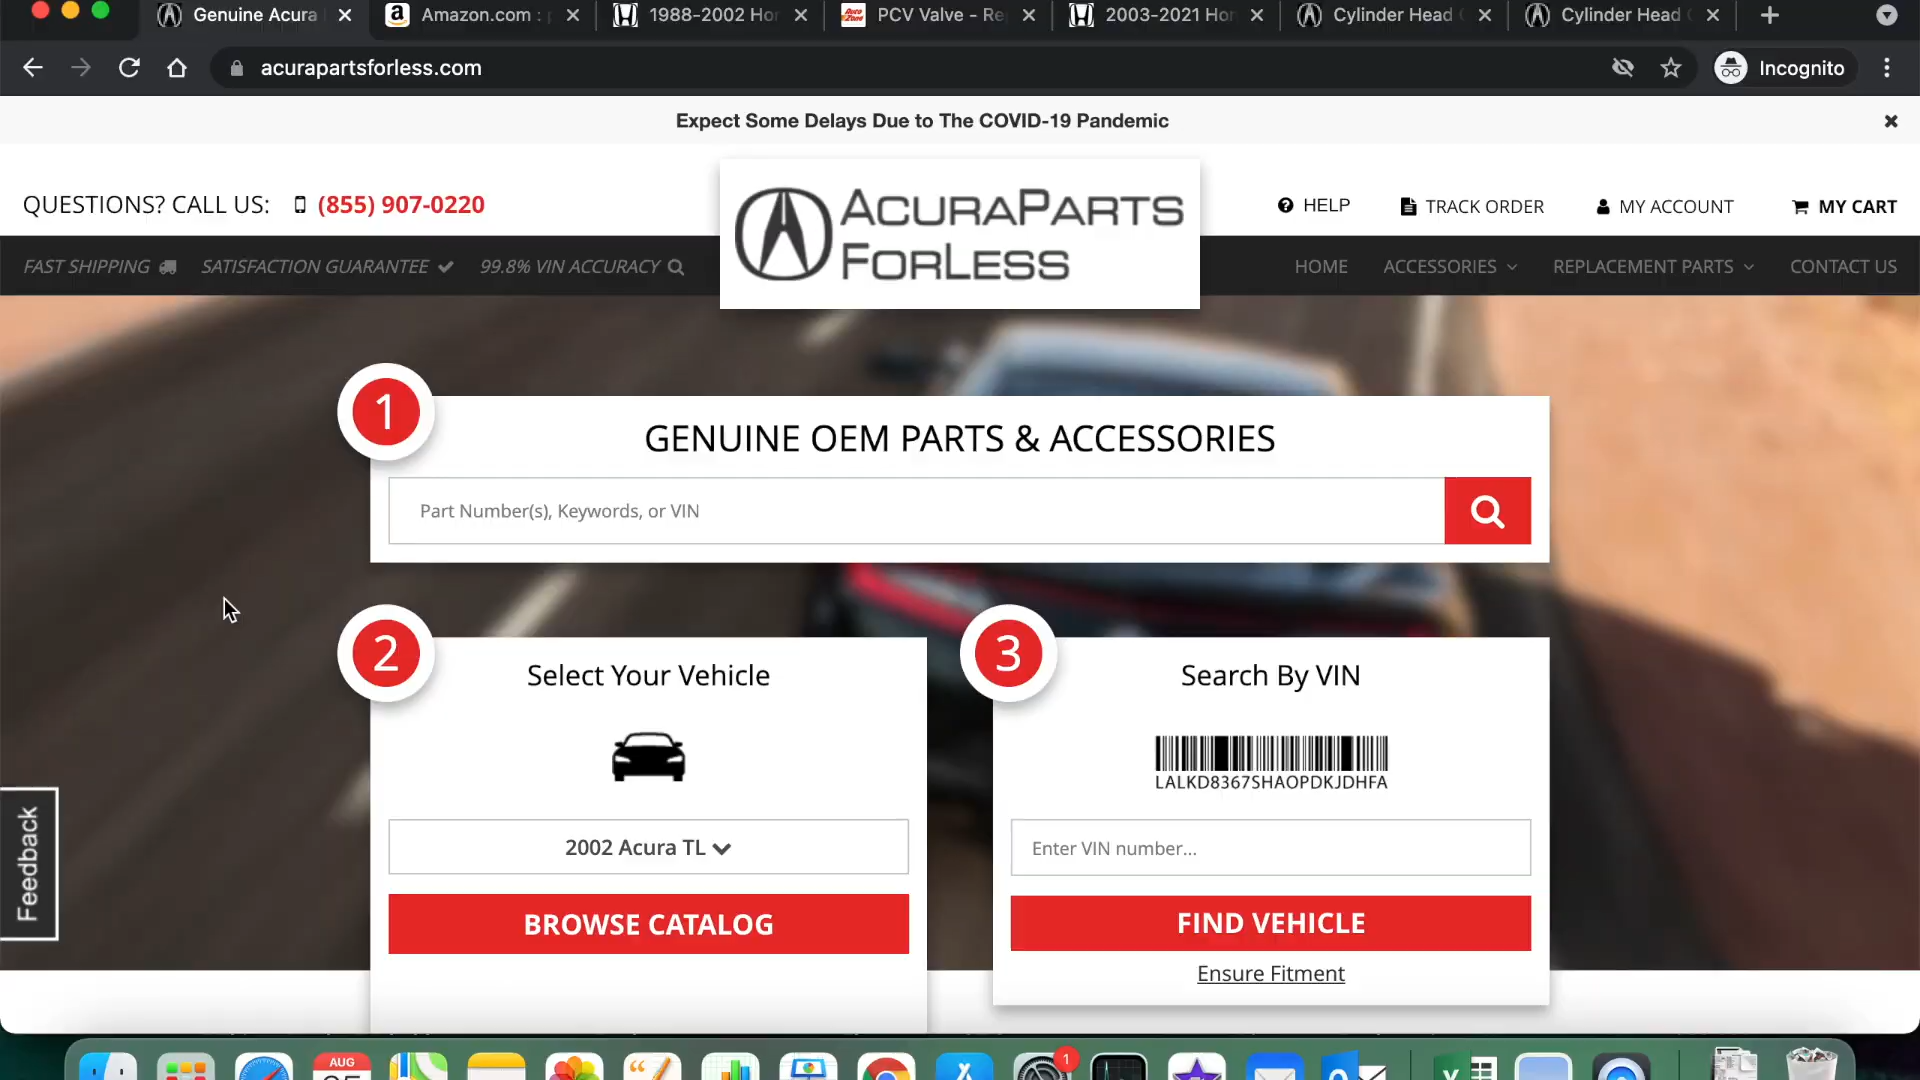 Genuine Acura
Amazon.com : p
1988-2002 Hon
PCV Valve - Re
2003-2021 Hon
Cylinder Head C
Cylinder Head C
acurapartsforless.com
Incognito
Expect Some Delays Due to The COVID-19 Pandemic
QUESTIONS? CALL US: (855) 907-0220
ACURAPARTS
FORLESS
HELP
TRACK ORDER
MY ACCOUNT
MY CART
FAST SHIPPING
SATISFACTION GUARANTEE
99.8% VIN ACCURACY
HOME
ACCESSORIES
REPLACEMENT PARTS
CONTACT US
1
GENUINE OEM PARTS & ACCESSORIES
Part Number(s), Keywords, or VIN
2
Select Your Vehicle
2002 Acura TL
BROWSE CATALOG
3
Search By VIN
LALKD8367SHAOPDKJDHFA
Enter VIN number...
FIND VEHICLE
Ensure Fitment
Feedback
AUG
1